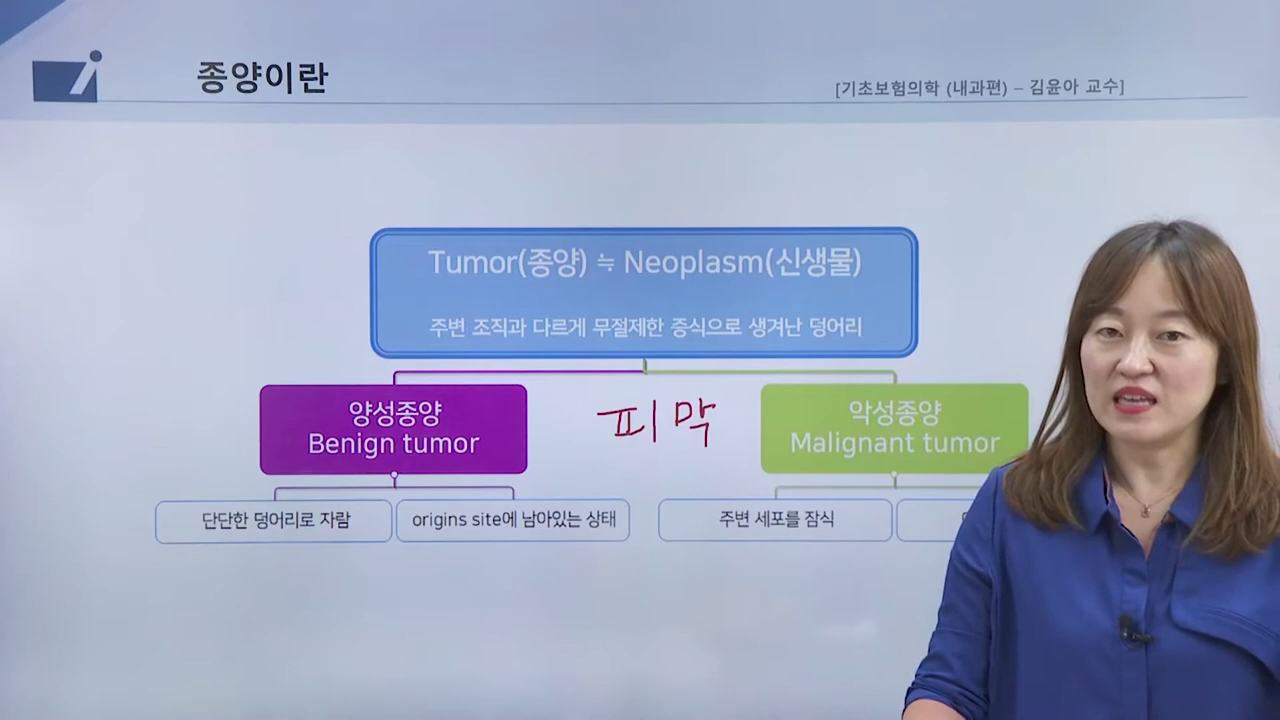 종양이란
[기초보험의학 (내과편) – 김윤아 교수]
Tumor(종양) ≒ Neoplasm(신생물)
주변 조직과 다르게 무절제한 증식으로 생겨난 덩어리
양성종양
Benign tumor
피막
악성종양
Malignant tumor
단단한 덩어리로 자람
origins site에 남아있는 상태
주변 세포를 잠식